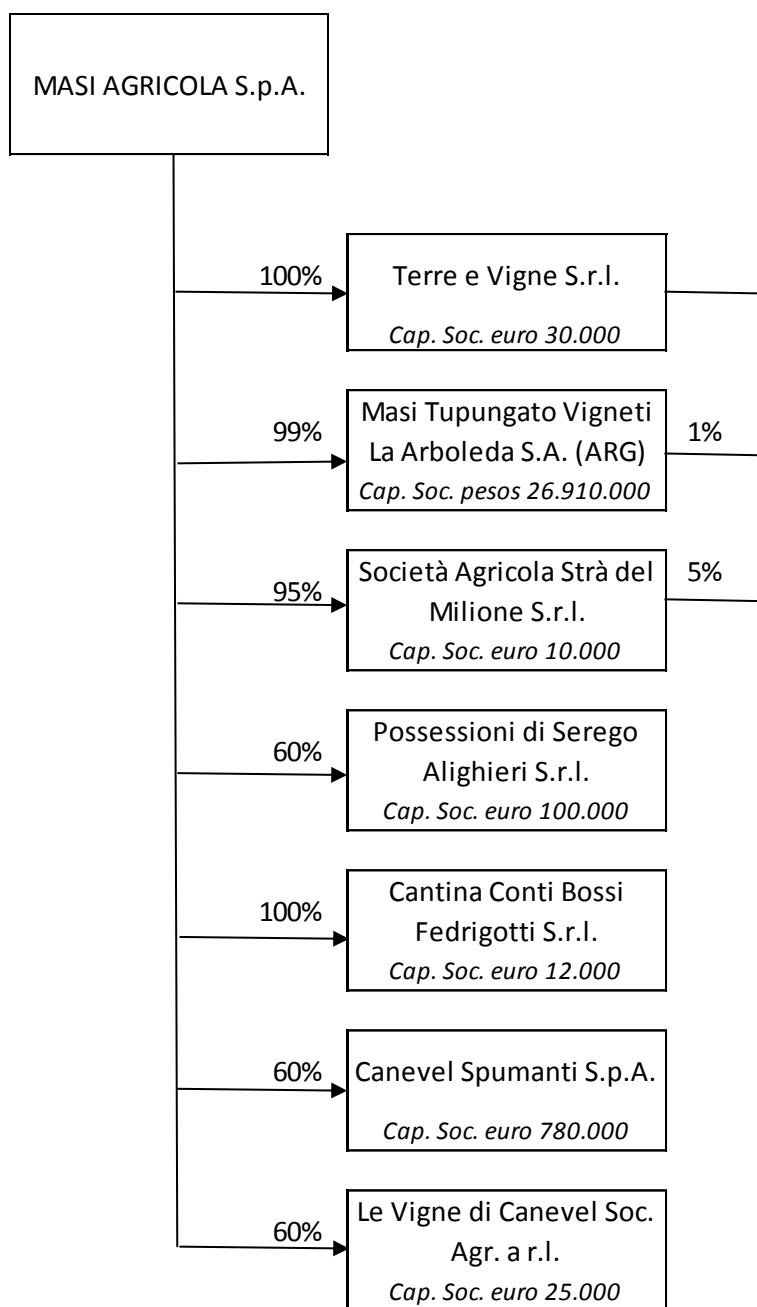 MASI AGRICOLA S.p.A.
100%
Terre e Vigne S.r.l.
Cap. Soc. euro 30.000
99%
Masi Tupungato Vigneti
La Arboleda S.A. (ARG)
Cap. Soc. pesos 26.910.000
1%
95%
Società Agricola Strà del
Milione S.r.l.
Cap. Soc. euro 10.000
5%
60%
Possessioni di Serego
Alighieri S.r.l.
Cap. Soc. euro 100.000
100%
Cantina Conti Bossi
Fedrigotti S.r.l.
Cap. Soc. euro 12.000
60%
Canevel Spumanti S.p.A.
Cap. Soc. euro 780.000
60%
Le Vigne di Canevel Soc.
Agr. a r.l.
Cap. Soc. euro 25.000